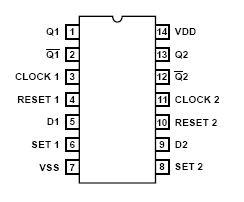 Q1 1 14 VDD
Q1 2 13 Q2
CLOCK 1 3 12 Q2
RESET 1 4 11 CLOCK 2
D1 5 10 RESET 2
SET 1 6 9 D2
VSS 7 8 SET 2